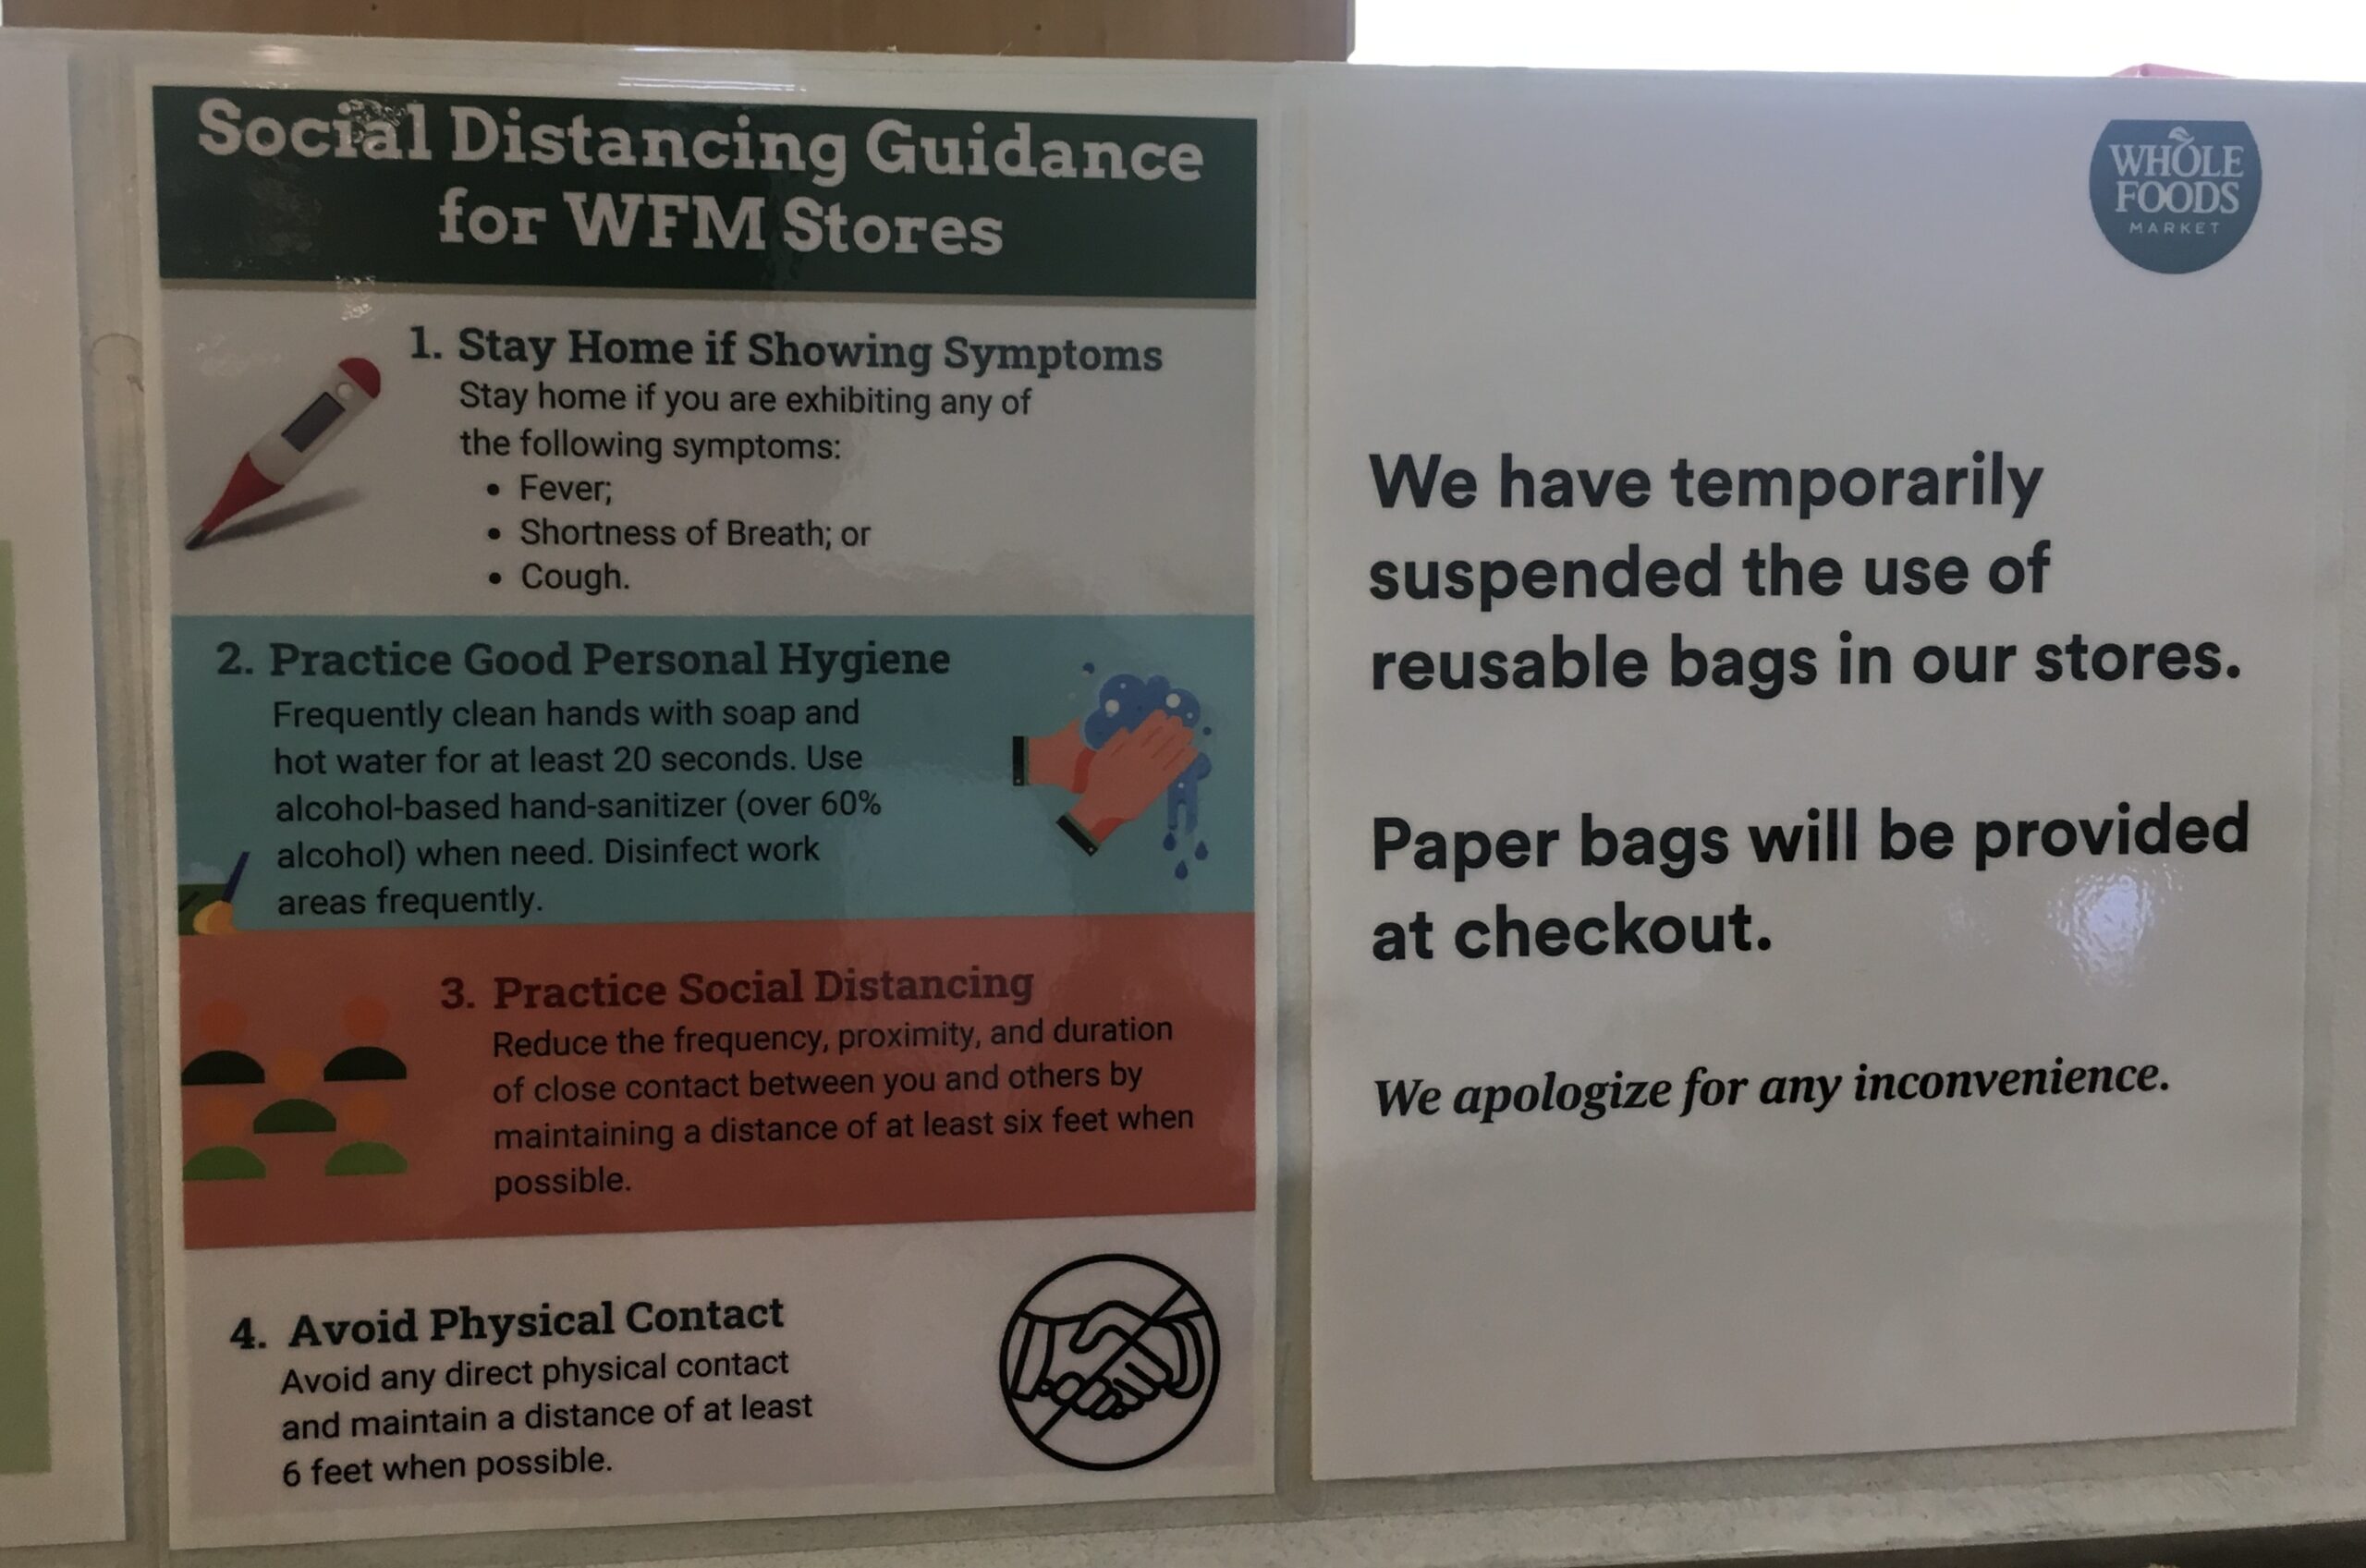 Social Distancing Guidance
for WFM Stores
1. Stay Home if Showing Symptoms
Stay home if you are exhibiting any of
the following symptoms:
• Fever;
• Shortness of Breath; or
• Cough.
2. Practice Good Personal Hygiene
Frequently clean hands with soap and
hot water for at least 20 seconds. Use
alcohol-based hand-sanitizer (over 60%
alcohol) when need. Disinfect work
areas frequently.
3. Practice Social Distancing
Reduce the frequency, proximity, and duration
of close contact between you and others by
maintaining a distance of at least six feet when
possible.
4. Avoid Physical Contact
Avoid any direct physical contact
and maintain a distance of at least
6 feet when possible.
WHOLE
FOODS
MARKET
We have temporarily
suspended the use of
reusable bags in our stores.
Paper bags will be provided
at checkout.
We apologize for any inconvenience.